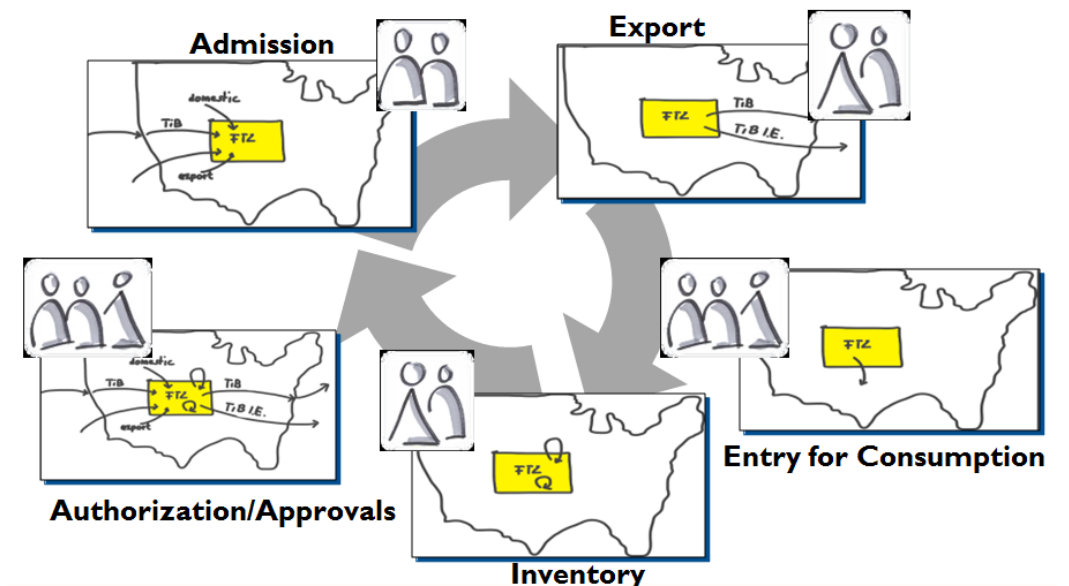 Admission
domestic
TiB
FTZ
export
Export
FTZ
TiB
TiB I.E.
domestic
TiB
FTZ
TiB
TiB I.E.
export
Authorization/Approvals
FTZ
Inventory
FTZ
Entry for Consumption